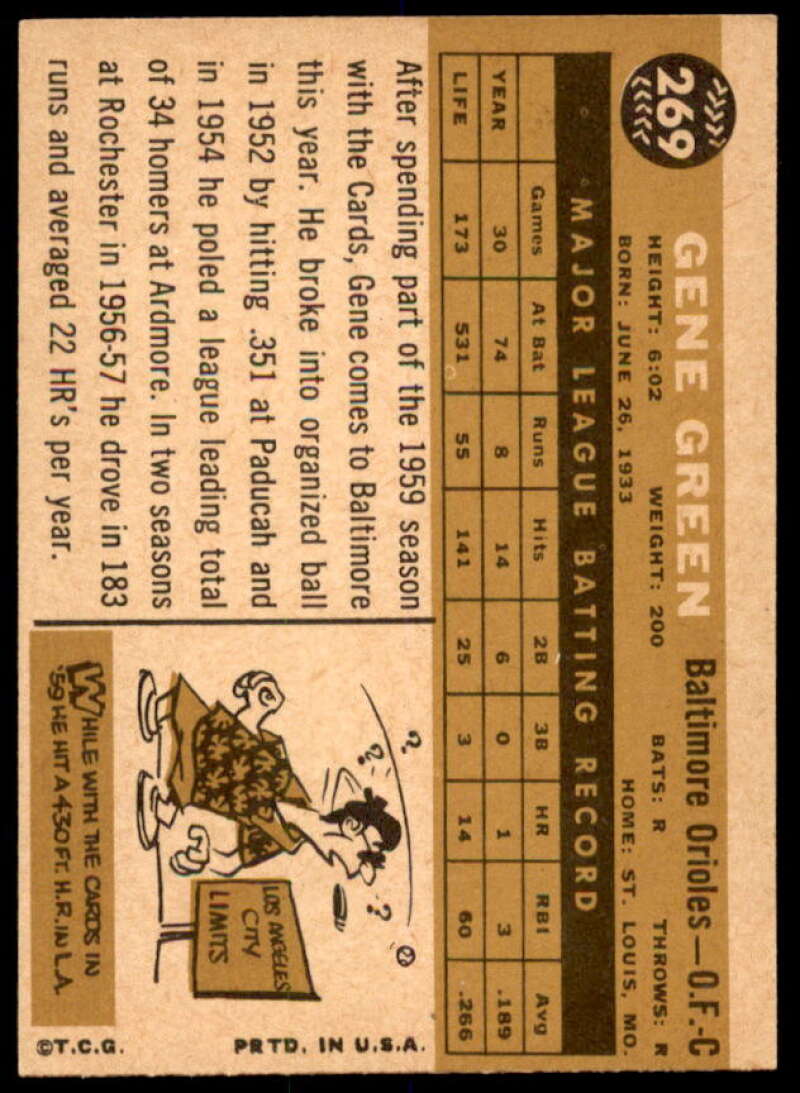 269
GENE GREEN Baltimore Orioles—O.F.-C
HEIGHT: 6:02 WEIGHT: 200 BATS: R THROWS: R
BORN: JUNE 26, 1933 HOME: ST. LOUIS, MO.
MAJOR LEAGUE BATTING RECORD
Games At Bat Runs Hits 2B 3B HR RBI Avg
YEAR 30 74 8 14 6 0 1 3 .189
LIFE 173 531 55 141 25 3 14 60 .266
After spending part of the 1959 season
with the Cards, Gene comes to Baltimore
this year. He broke into organized ball
in 1952 by hitting .351 at Paducah and
in 1954 he poled a league leading total
of 34 homers at Ardmore. In two seasons
at Rochester in 1956-57 he drove in 183
runs and averaged 22 HR's per year.
? ? ?
LOS ANGELES
CITY
LIMITS
WHILE WITH THE CARDS IN
'59 HE HIT A 430 FT. H.R. IN L.A.
©T.C.G. PRTD. IN U.S.A.